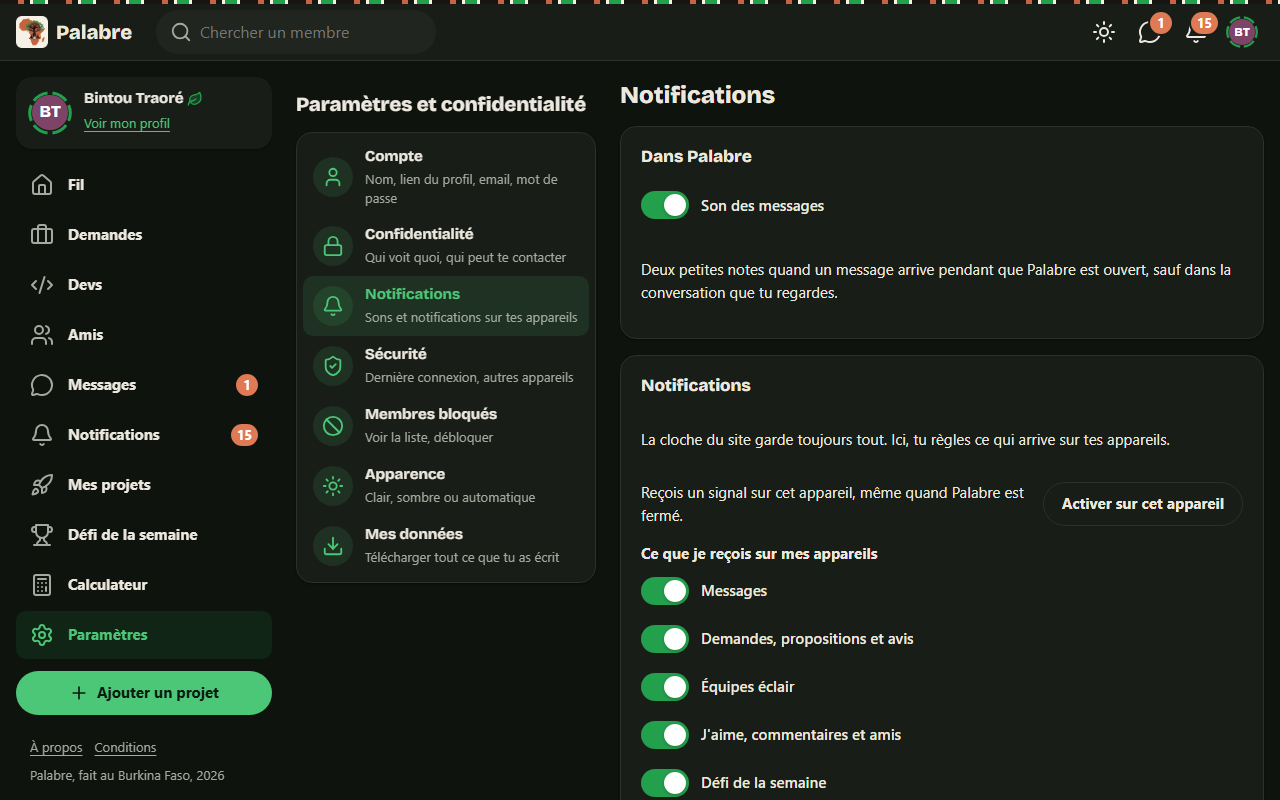 Palabre
Chercher un membre
1
15
BT
BT
Bintou Traoré
Voir mon profil
Fil
Demandes
Devs
Amis
Messages
1
Notifications
15
Mes projets
Défi de la semaine
Calculateur
Paramètres
Ajouter un projet
À propos
Conditions
Palabre, fait au Burkina Faso, 2026
Paramètres et confidentialité
Compte
Nom, lien du profil, email, mot de
passe
Confidentialité
Qui voit quoi, qui peut te contacter
Notifications
Sons et notifications sur tes appareils
Sécurité
Dernière connexion, autres appareils
Membres bloqués
Voir la liste, débloquer
Apparence
Clair, sombre ou automatique
Mes données
Télécharger tout ce que tu as écrit
Notifications
Dans Palabre
Son des messages
Deux petites notes quand un message arrive pendant que Palabre est ouvert, sauf dans la
conversation que tu regardes.
Notifications
La cloche du site garde toujours tout. Ici, tu règles ce qui arrive sur tes appareils.
Reçois un signal sur cet appareil, même quand Palabre est
fermé.
Activer sur cet appareil
Ce que je reçois sur mes appareils
Messages
Demandes, propositions et avis
Équipes éclair
J'aime, commentaires et amis
Défi de la semaine